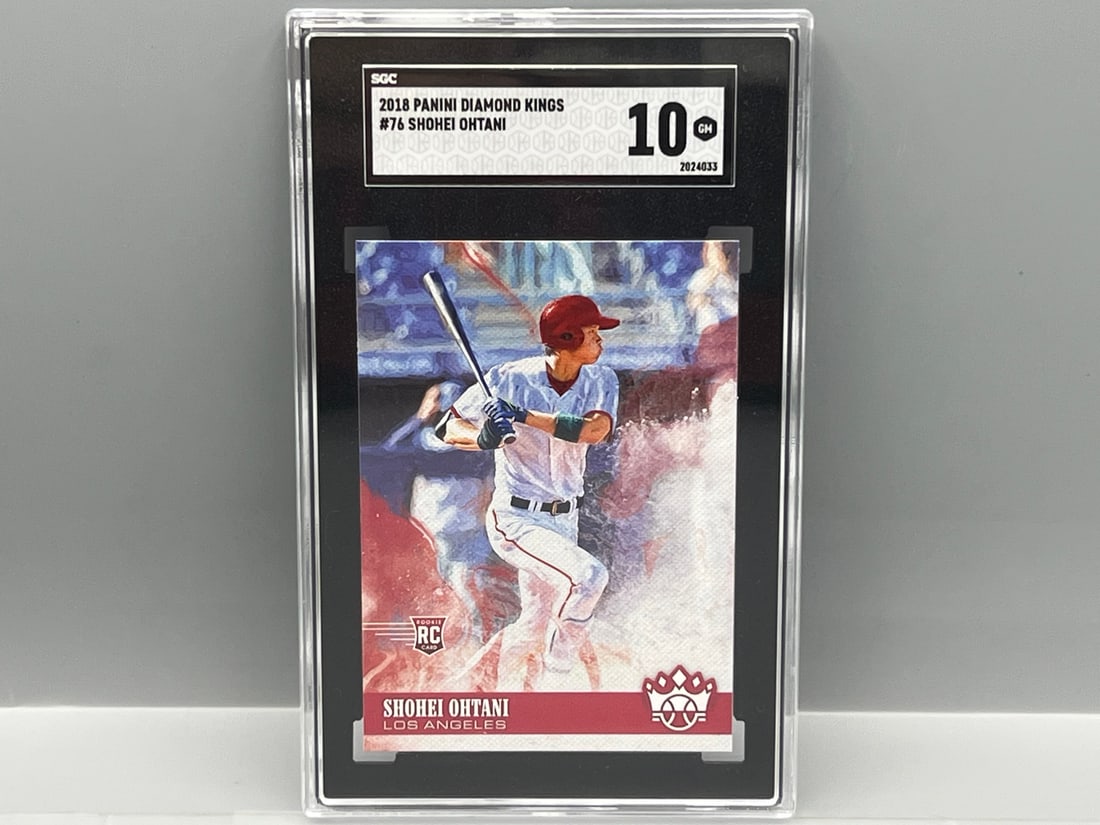 SGC
2018 PANINI DIAMOND KINGS
#76 SHOHEI OHTANI
10 GM
2024033
ROOKIE
RC
CARD
SHOHEI OHTANI
LOS ANGELES